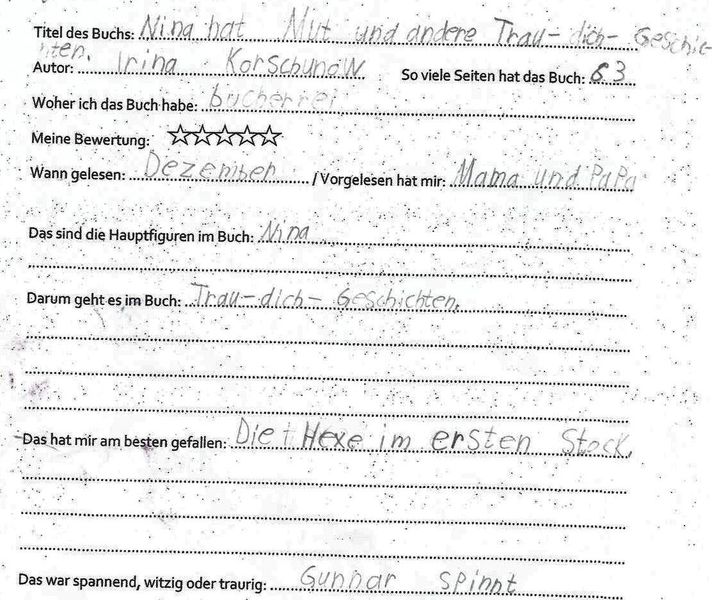 Titel des Buchs: Nina hat Mut und andere Trau-dich-Geschic-
hten.
Autor: Irina Korschunow So viele Seiten hat das Buch: 63
Woher ich das Buch habe: bücherrei
Meine Bewertung: ☆☆☆☆☆
Wann gelesen: Dezember / Vorgelesen hat mir: Mama und PaPa
Das sind die Hauptfiguren im Buch: Nina
Darum geht es im Buch: Trau-dich-Geschichten.
Das hat mir am besten gefallen: Die Hexe im ersten Stock.
Das war spannend, witzig oder traurig: Gunnar spinnt